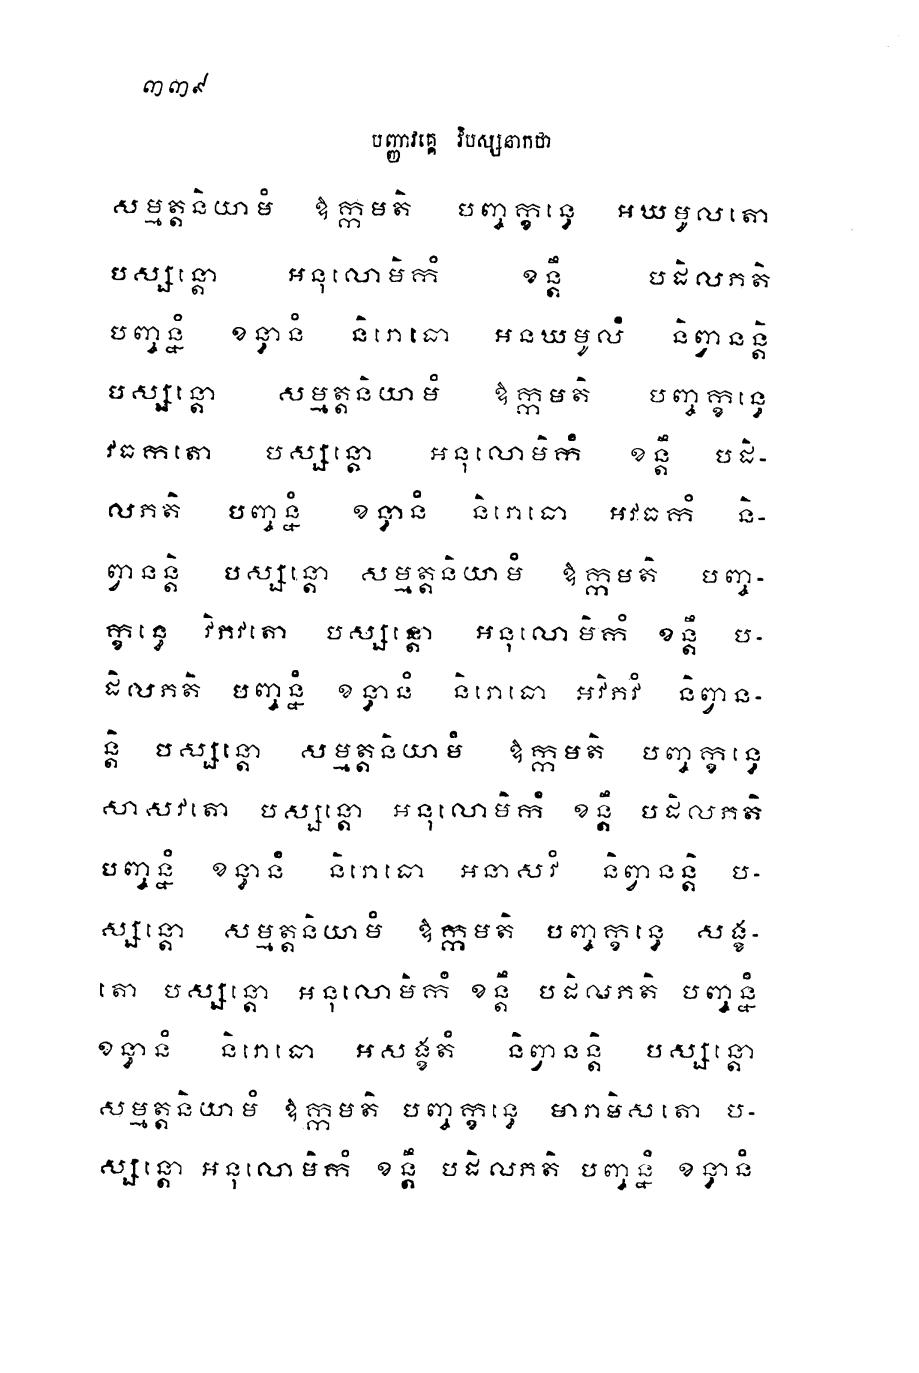 ៣៣៩
បញ្ញាវគ្គេ វិបស្សនាកថា
សម្មត្តនិយាមំ ឱក្កមតិ បញ្ចក្ខន្ធេ អឃមូលតោ
បស្សន្តោ អនុលោមិកំ ខន្តឹ បដិលភតិ
បញ្ចន្នំ ខន្ធានំ និរោធោ អនឃមូលំ និព្វានន្តិ
បស្សន្តោ សម្មត្តនិយាមំ ឱក្កមតិ បញ្ចក្ខន្ធេ
វធកតោ បស្សន្តោ អនុលោមិកំ ខន្តឹ បដិ-
លភតិ បញ្ចន្នំ ខន្ធានំ និរោធោ អវធកំ និ-
ព្វានន្តិ បស្សន្តោ សម្មត្តនិយាមំ ឱក្កមតិ បញ្ច-
ក្ខន្ធេ វិភវតោ បស្សន្តោ អនុលោមិកំ ខន្តឹ ប-
ដិលភតិ បញ្ចន្នំ ខន្ធានំ និរោធោ អវិភវំ និព្វាន-
ន្តិ បស្សន្តោ សម្មត្តនិយាមំ ឱក្កមតិ បញ្ចក្ខន្ធេ
សាសវតោ បស្សន្តោ អនុលោមិកំ ខន្តឹ បដិលភតិ
បញ្ចន្នំ ខន្ធានំ និរោធោ អនាសវំ និព្វានន្តិ ប-
ស្សន្តោ សម្មត្តនិយាមំ ឱក្កមតិ បញ្ចក្ខន្ធេ សង្ខ-
តោ បស្សន្តោ អនុលោមិកំ ខន្តឹ បដិលភតិ បញ្ចន្នំ
ខន្ធានំ និរោធោ អសង្ខតំ និព្វានន្តិ បស្សន្តោ
សម្មត្តនិយាមំ ឱក្កមតិ បញ្ចក្ខន្ធេ មារាមិសតោ ប-
ស្សន្តោ អនុលោមិកំ ខន្តឹ បដិលភតិ បញ្ចន្នំ ខន្ធានំ